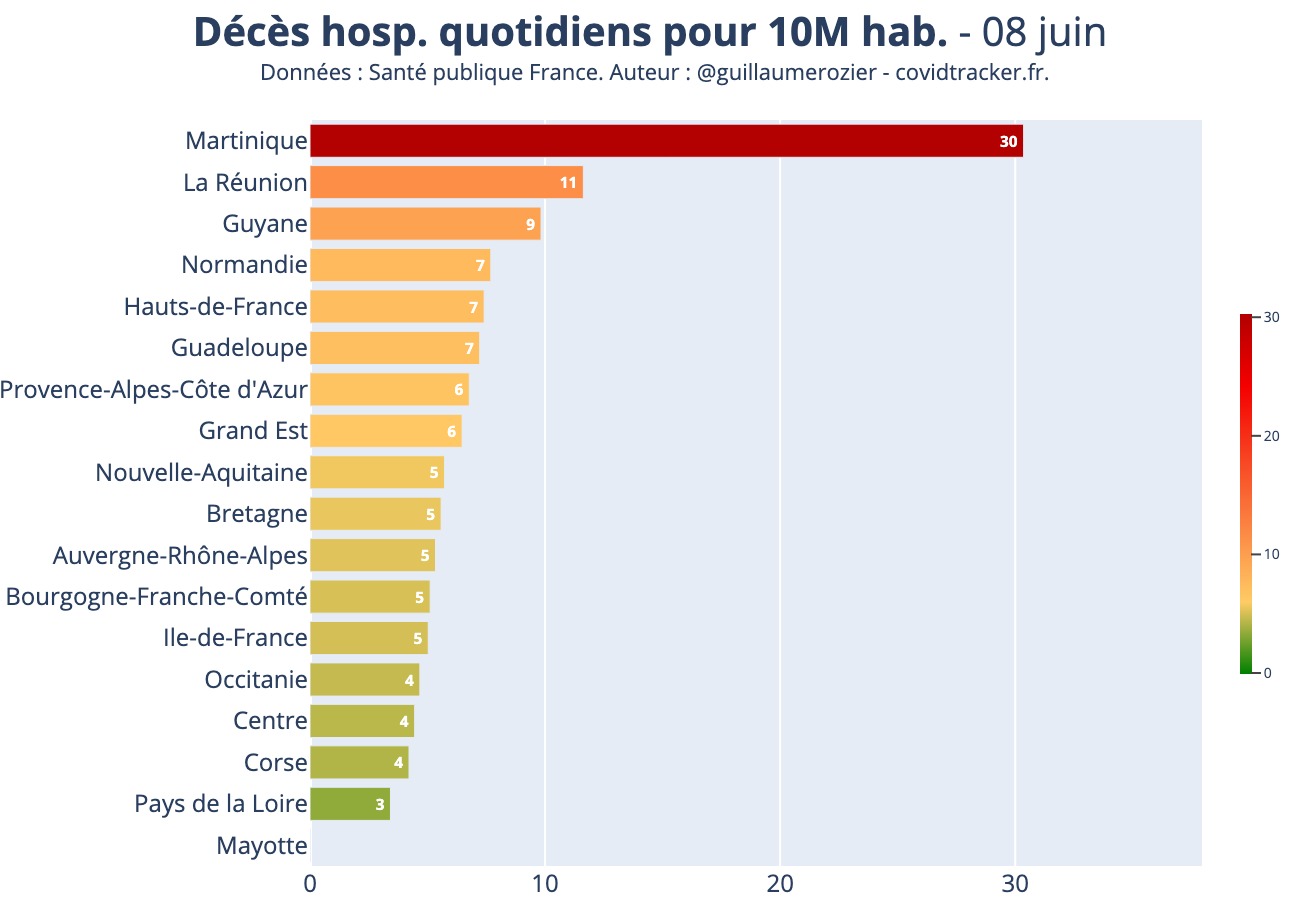 Décès hosp. quotidiens pour 10M hab. - 08 juin
Données : Santé publique France. Auteur : @guillaumerozier - covidtracker.fr.
Martinique 30
La Réunion 11
Guyane 9
Normandie 7
Hauts-de-France 7
Guadeloupe 7
Provence-Alpes-Côte d'Azur 6
Grand Est 6
Nouvelle-Aquitaine 5
Bretagne 5
Auvergne-Rhône-Alpes 5
Bourgogne-Franche-Comté 5
Ile-de-France 5
Occitanie 4
Centre 4
Corse 4
Pays de la Loire 3
Mayotte
0 10 20 30
30
20
10
0